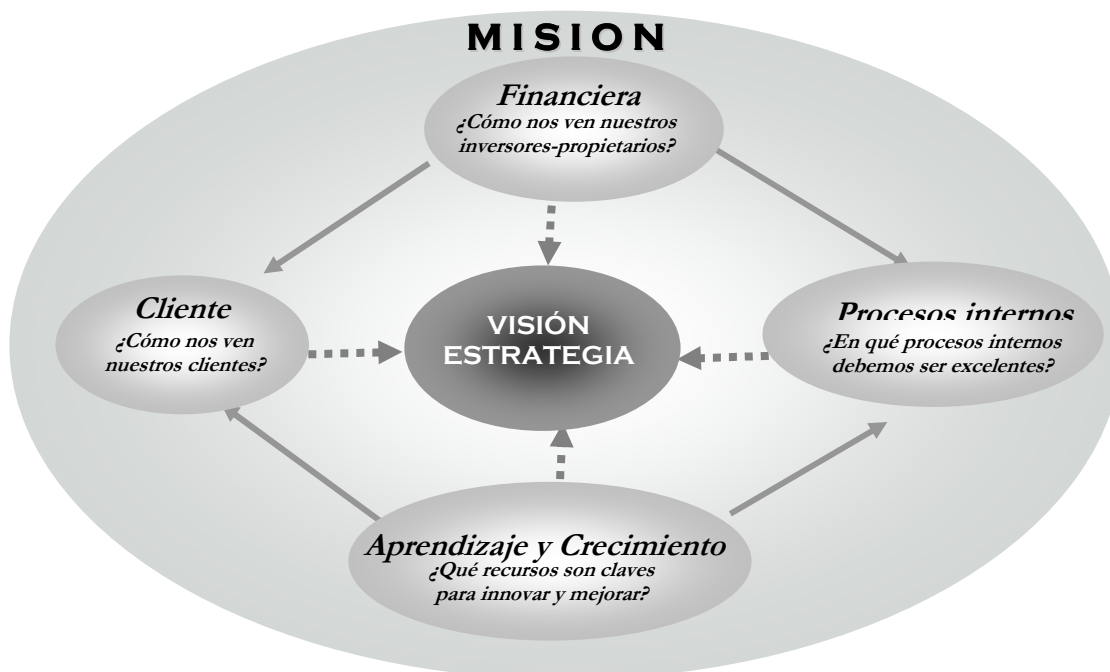 MISION
Financiera
¿Cómo nos ven nuestros
inversores-propietarios?
Cliente
¿Cómo nos ven
nuestros clientes?
VISIÓN
ESTRATEGIA
Procesos internos
¿En qué procesos internos
debemos ser excelentes?
Aprendizaje y Crecimiento
¿Qué recursos son claves
para innovar y mejorar?